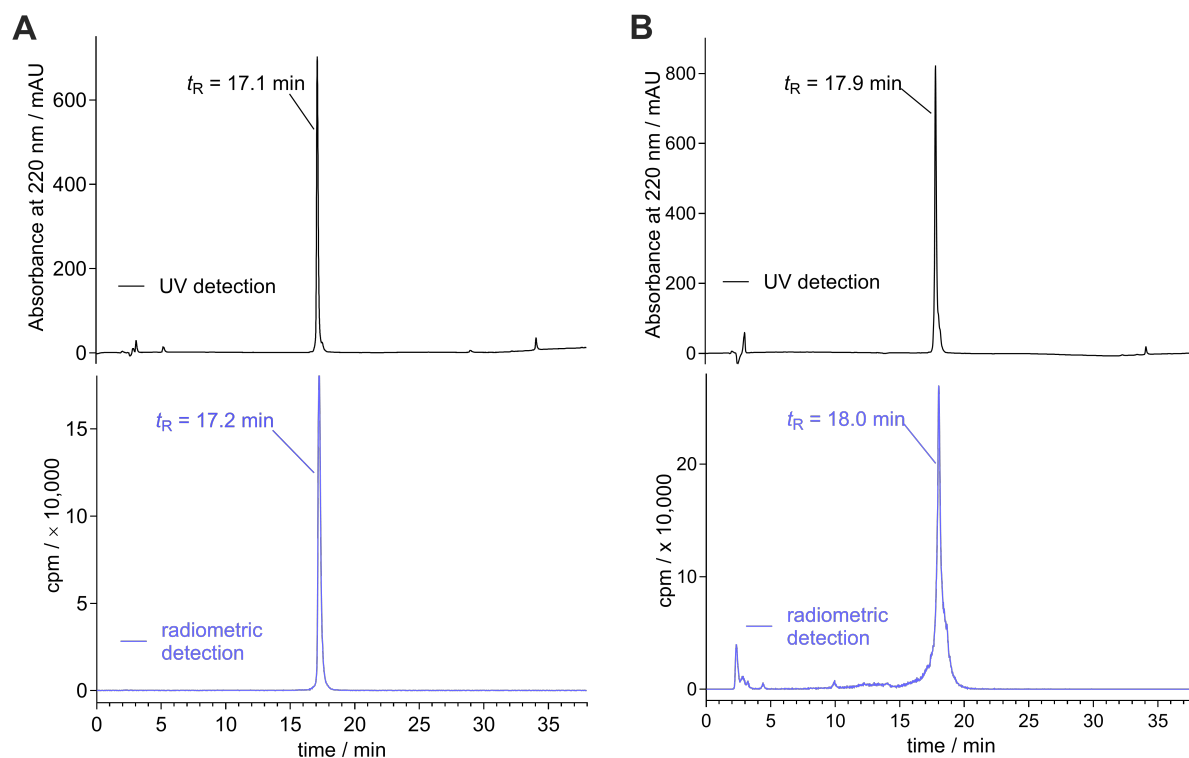 A
Absorbance at 220 nm / mAU
600
400
200
0
tR = 17.1 min
UV detection
cpm / × 10,000
15
10
5
0
tR = 17.2 min
radiometric
detection
0 5 10 15 20 25 30 35
time / min
B
Absorbance at 220 nm / mAU
800
600
400
200
0
tR = 17.9 min
UV detection
cpm / x 10,000
20
10
0
tR = 18.0 min
radiometric
detection
0 5 10 15 20 25 30 35
time / min